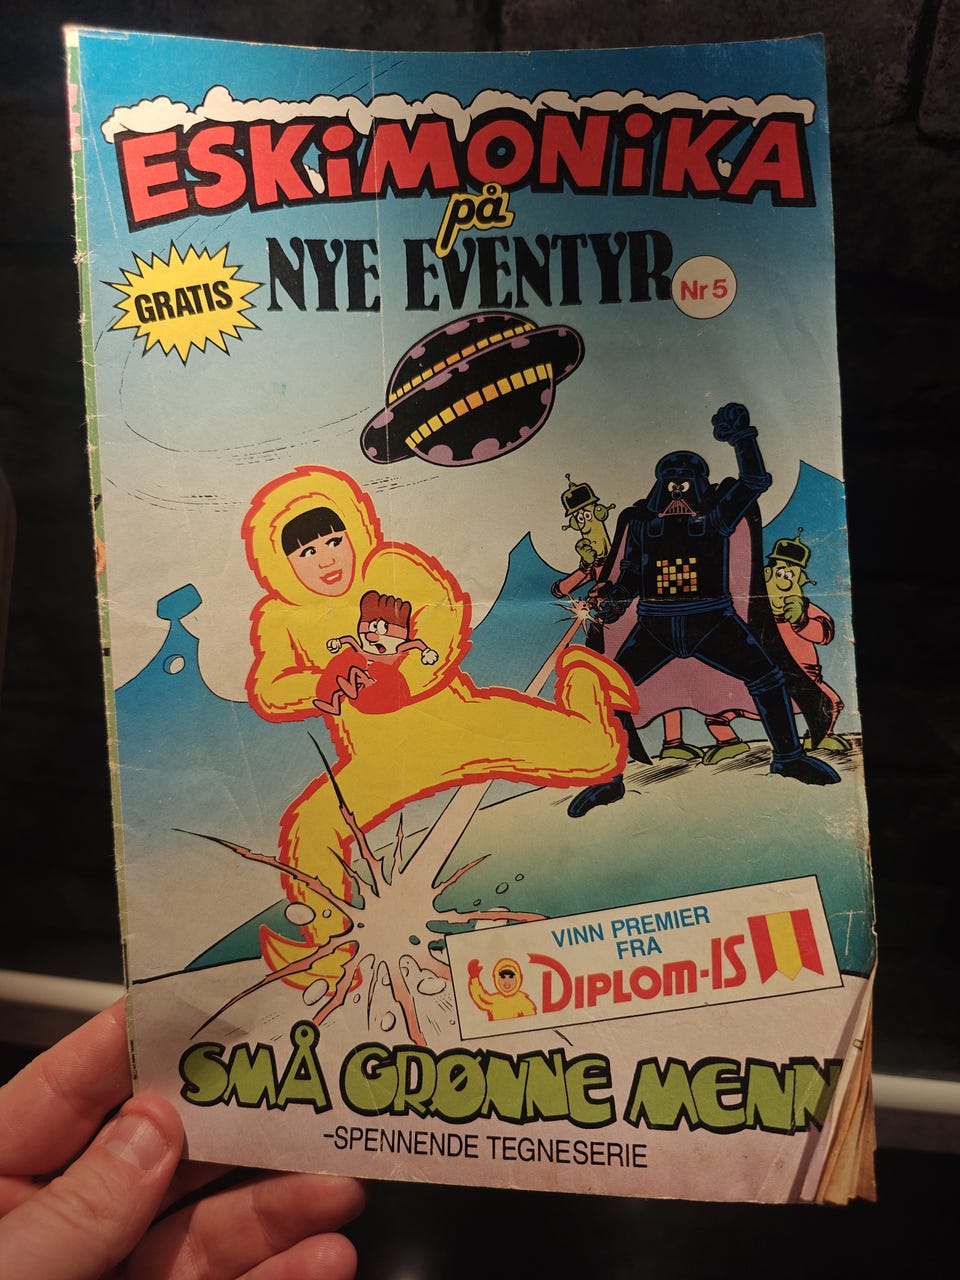 ESKIMONIKA
på
NYE EVENTYR
Nr 5
GRATIS
VINN PREMIER
FRA
DIPLOM-IS
SMÅ GRØNNE MENN
-SPENNENDE TEGNESERIE